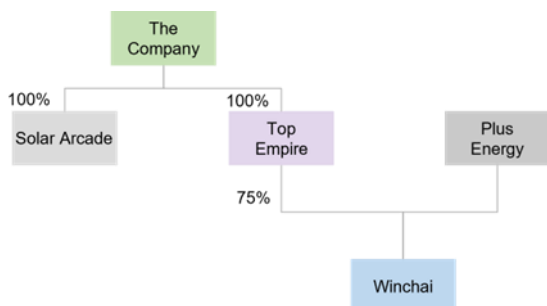 The
Company
100%
100%
Solar Arcade
Top
Empire
Plus
Energy
75%
Winchai